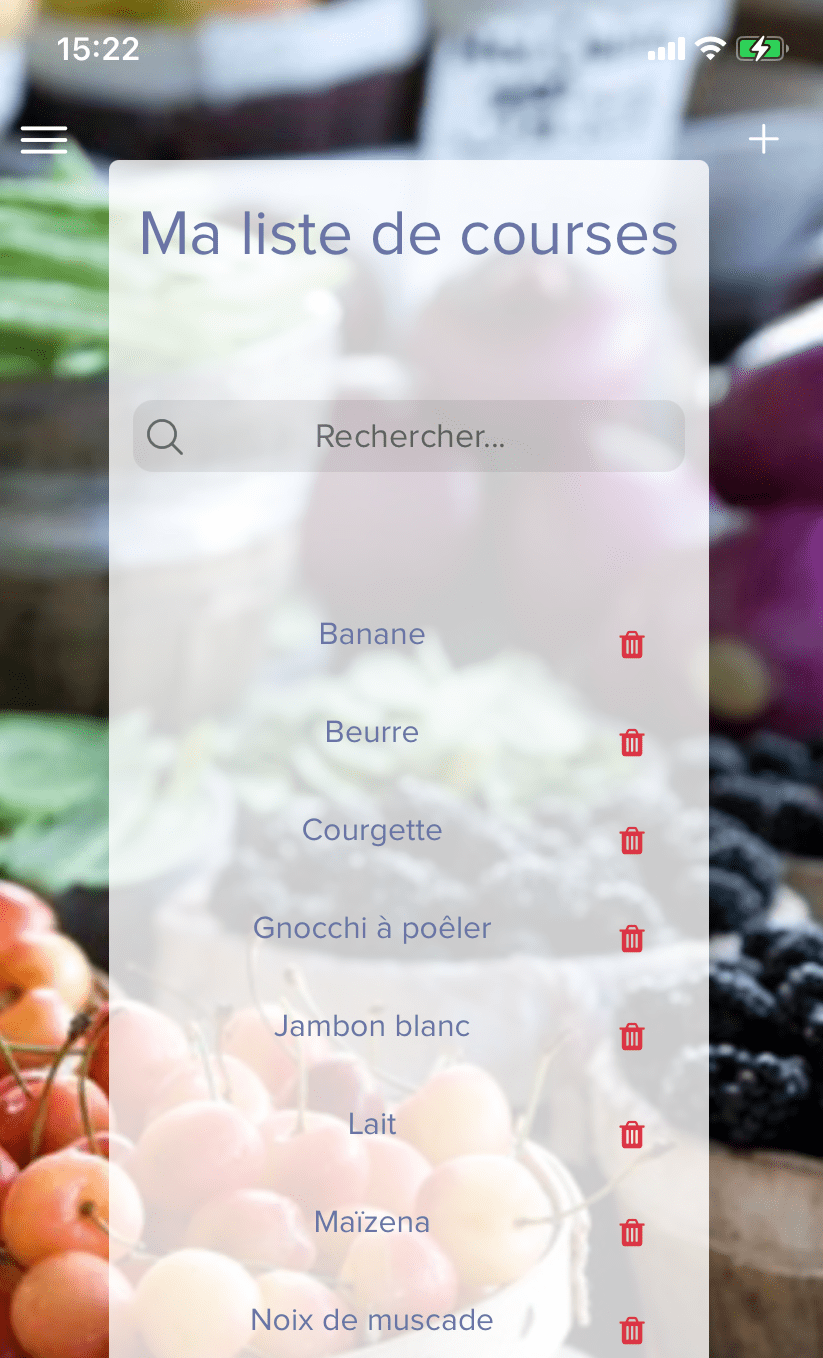 15:22
Ma liste de courses
Rechercher...
Banane
Beurre
Courgette
Gnocchi à poêler
Jambon blanc
Lait
Maïzena
Noix de muscade